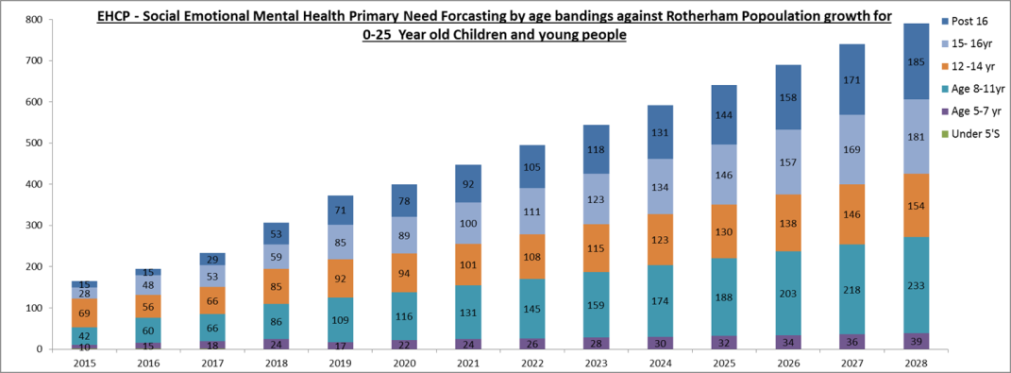 EHCP - Social Emotional Mental Health Primary Need Forcasting by age bandings against Rotherham Popoulation growth for
0-25 Year old Children and young people
800
700
600
500
400
300
200
100
0
15 15 29 53 71 78 92 105 118 131 144 158 171 185
28 48 53 59 85 89 100 111 123 134 146 157 169 181
69 56 66 85 92 94 101 108 115 123 130 138 146 154
42 60 66 86 109 116 131 145 159 174 188 203 218 233
10 15 18 24 17 22 24 26 28 30 32 34 36 39
2015 2016 2017 2018 2019 2020 2021 2022 2023 2024 2025 2026 2027 2028
Post 16
15- 16yr
12 -14 yr
Age 8-11yr
Age 5-7 yr
Under 5'S